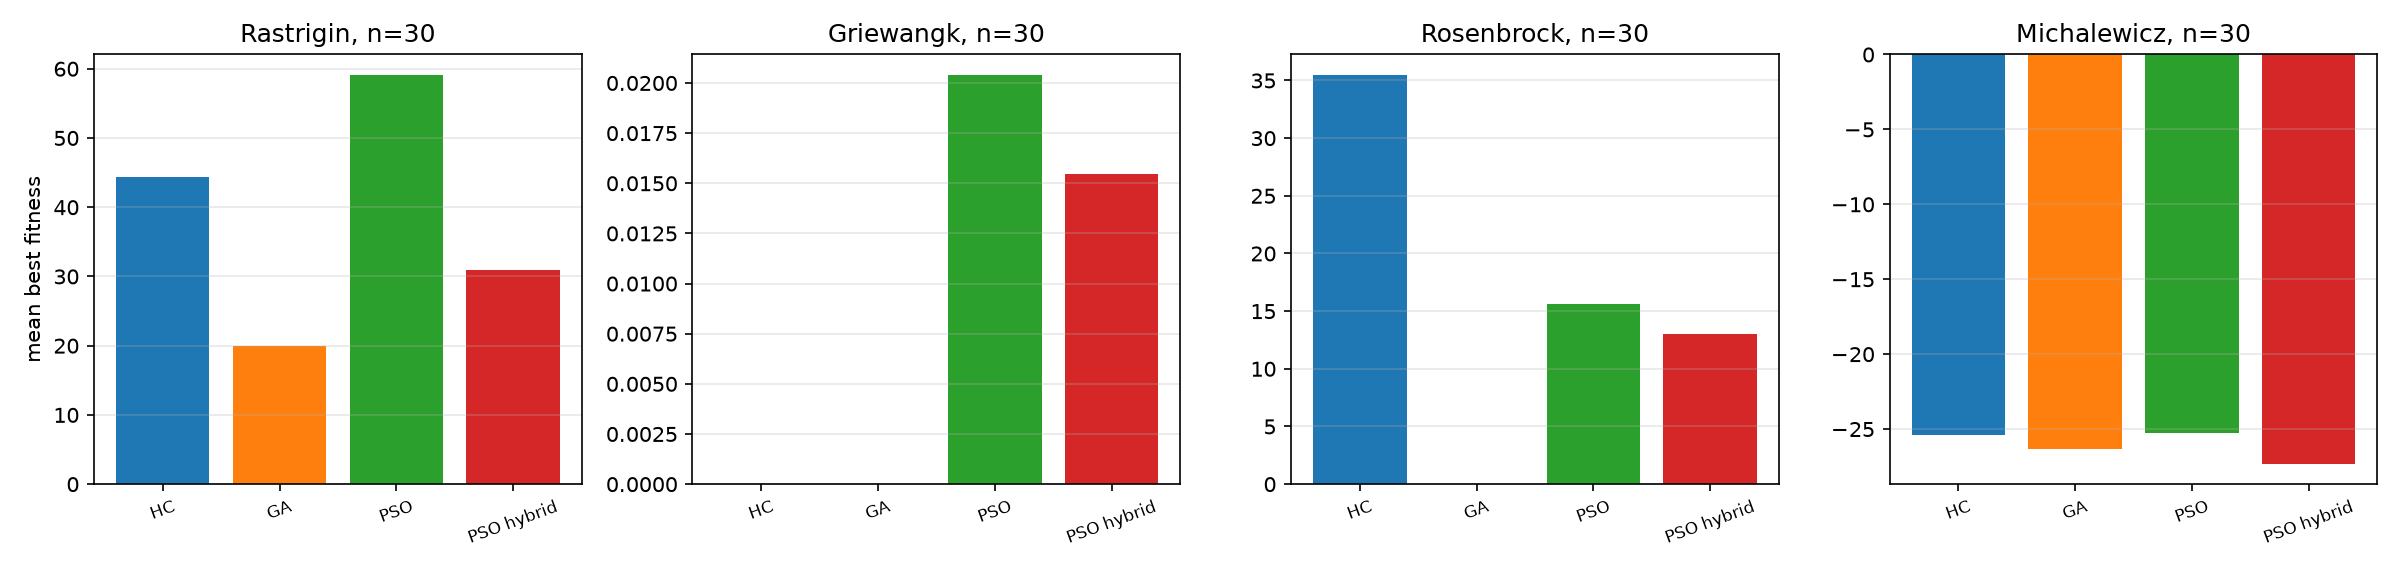 Rastrigin, n=30
mean best fitness
60
50
40
30
20
10
0
HC
GA
PSO
PSO hybrid
Griewangk, n=30
0.0200
0.0175
0.0150
0.0125
0.0100
0.0075
0.0050
0.0025
0.0000
HC
GA
PSO
PSO hybrid
Rosenbrock, n=30
35
30
25
20
15
10
5
0
HC
GA
PSO
PSO hybrid
Michalewicz, n=30
0
−5
−10
−15
−20
−25
HC
GA
PSO
PSO hybrid